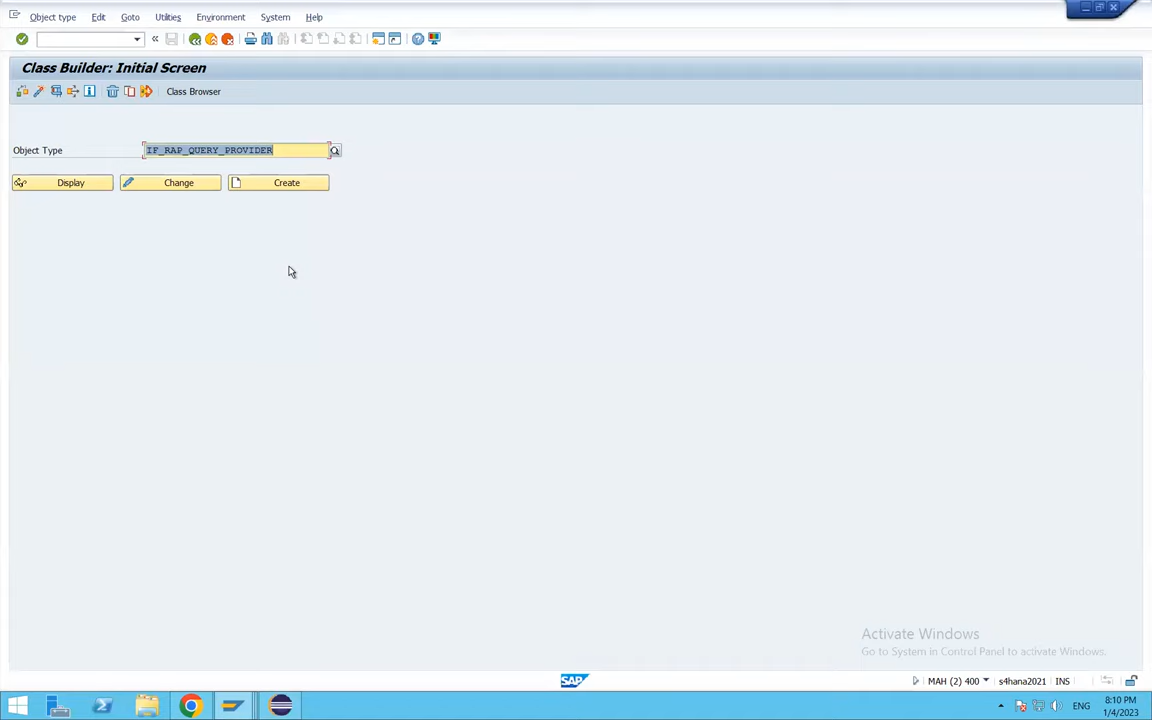 Object type Edit Goto Utilities Environment System Help
Class Builder: Initial Screen
Class Browser
Object Type IF_RAP_QUERY_PROVIDER
Display Change Create
Activate Windows
Go to System in Control Panel to activate Windows.
SAP MAH (2) 400 s4hana2021 INS
ENG 8:10 PM
1/4/2023